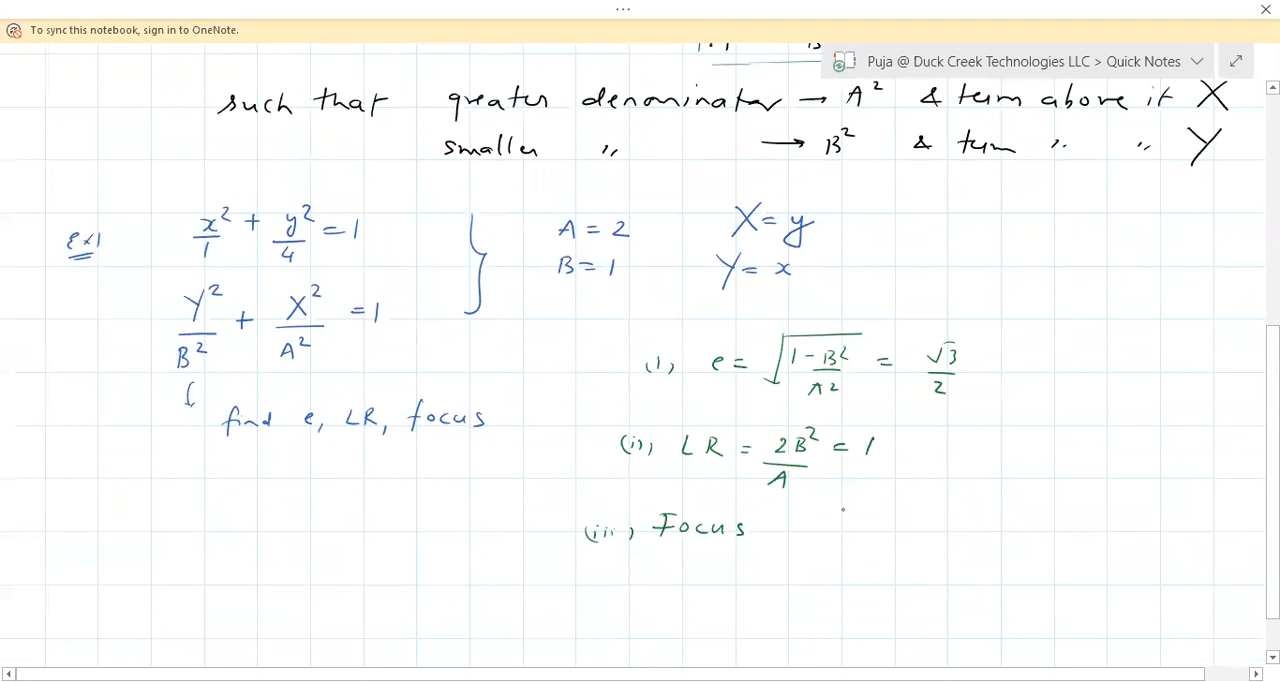 ...
To sync this notebook, sign in to OneNote.
Puja @ Duck Creek Technologies LLC > Quick Notes
such that greater denominator → A² & term above it X
smaller " → B² & term " " Y
Ex1
x²/1 + y²/4 = 1
Y²/B² + X²/A² = 1
find e, LR, focus
A = 2
B = 1
X = y
Y = x
(i) e = √(1 - B²/A²) = √3/2
(ii) LR = 2B²/A = 1
(iii) Focus